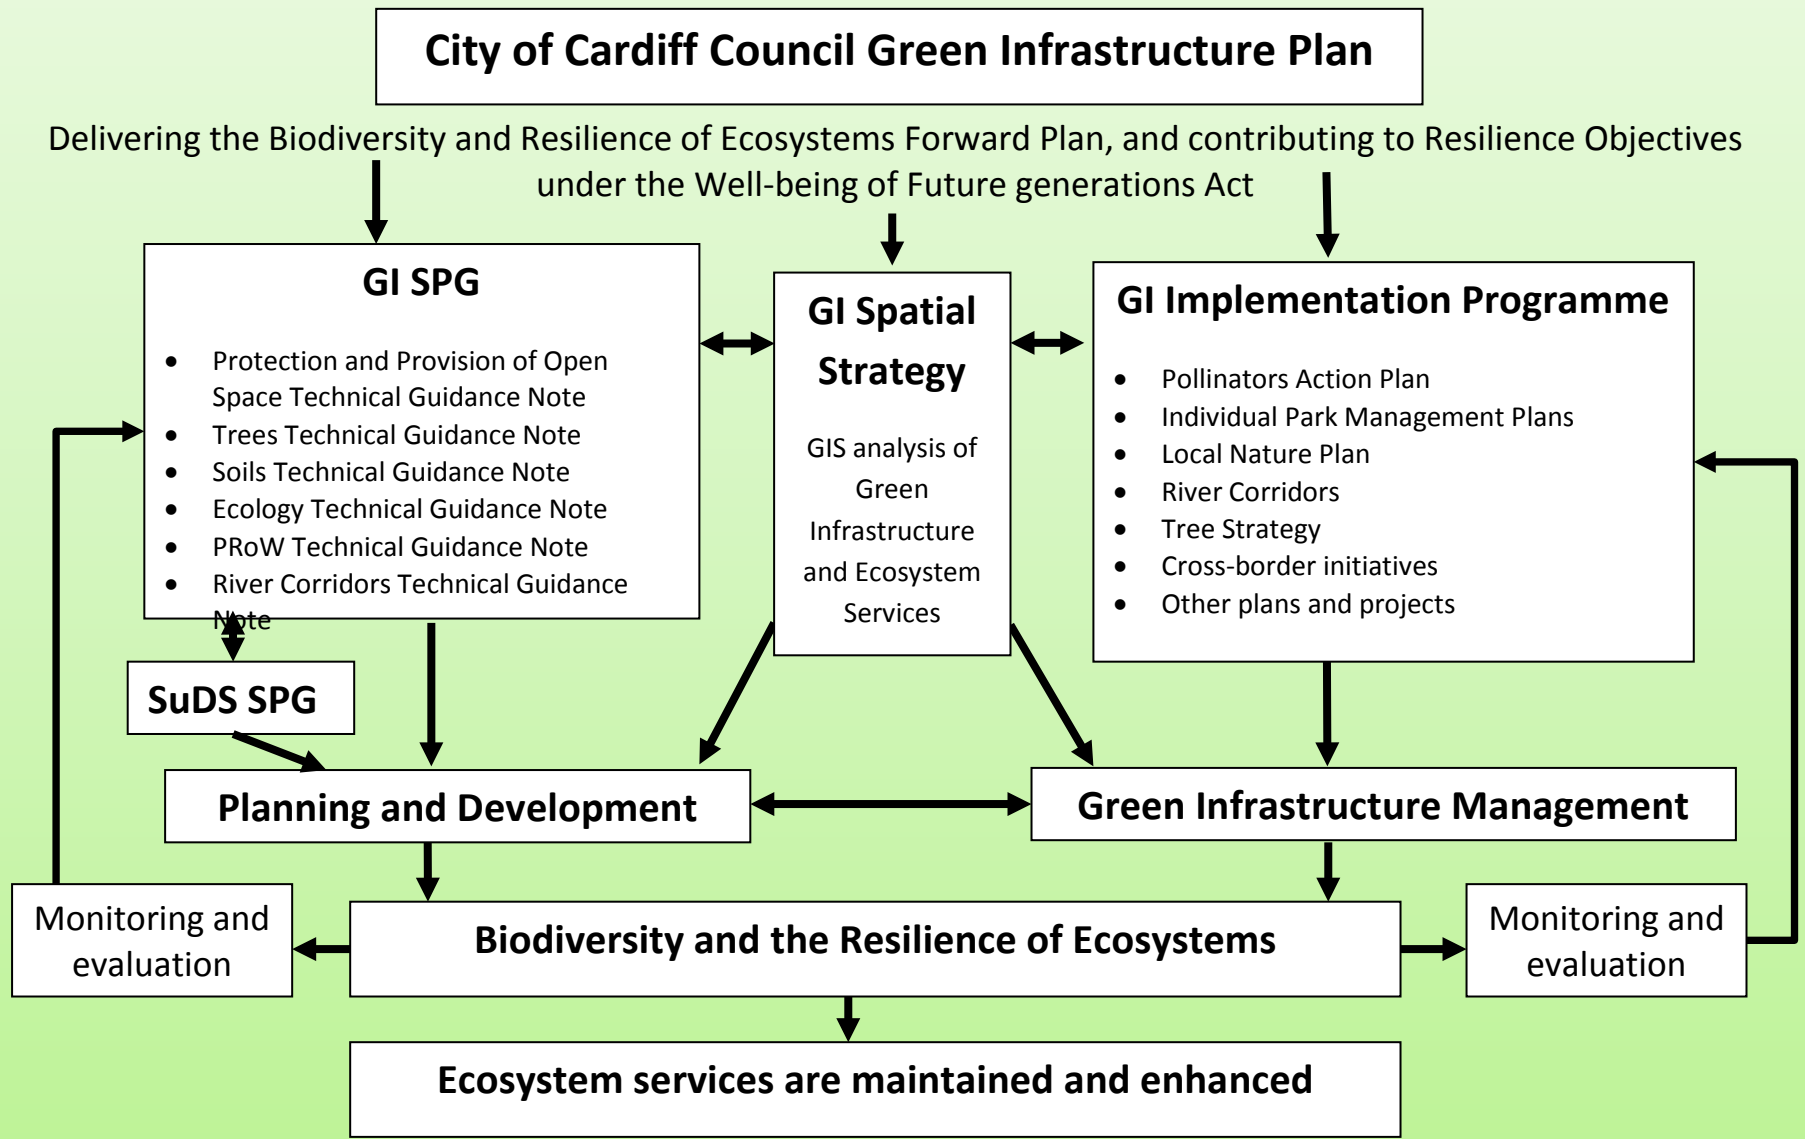 City of Cardiff Council Green Infrastructure Plan
Delivering the Biodiversity and Resilience of Ecosystems Forward Plan, and contributing to Resilience Objectives
under the Well-being of Future generations Act
GI SPG
• Protection and Provision of Open
Space Technical Guidance Note
• Trees Technical Guidance Note
• Soils Technical Guidance Note
• Ecology Technical Guidance Note
• PRoW Technical Guidance Note
• River Corridors Technical Guidance
Note
GI Spatial
Strategy
GIS analysis of
Green
Infrastructure
and Ecosystem
Services
GI Implementation Programme
• Pollinators Action Plan
• Individual Park Management Plans
• Local Nature Plan
• River Corridors
• Tree Strategy
• Cross-border initiatives
• Other plans and projects
SuDS SPG
Planning and Development
Green Infrastructure Management
Monitoring and
evaluation
Biodiversity and the Resilience of Ecosystems
Monitoring and
evaluation
Ecosystem services are maintained and enhanced